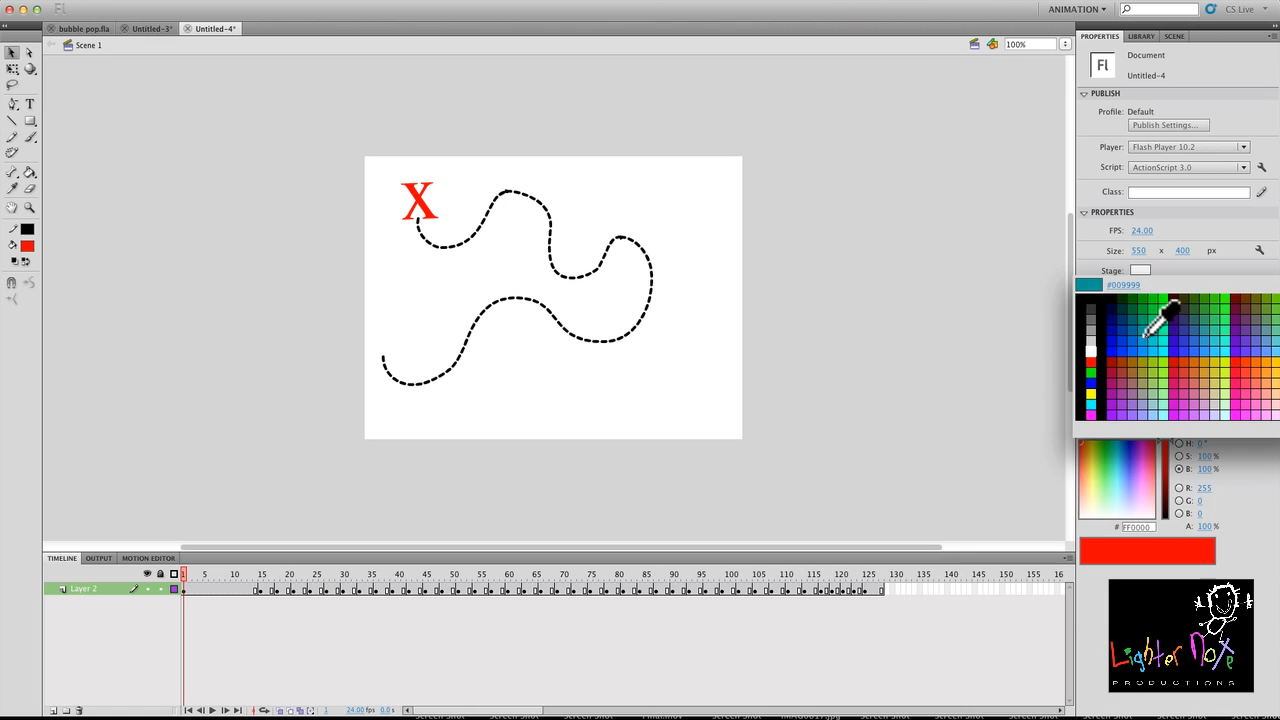 Fl
ANIMATION
CS Live
bubble pop.fla
Untitled-3*
Untitled-4*
Scene 1
100%
X
PROPERTIES
LIBRARY
SCENE
Fl
Document
Untitled-4
PUBLISH
Profile: Default
Publish Settings...
Player: Flash Player 10.2
Script: ActionScript 3.0
Class:
PROPERTIES
FPS: 24.00
Size: 550 x 400 px
Stage:
#009999
H: 0°
S: 100 %
B: 100 %
R: 255
G: 0
B: 0
# FF0000
A: 100 %
TIMELINE
OUTPUT
MOTION EDITOR
1 5 10 15 20 25 30 35 40 45 50 55 60 65 70 75 80 85 90 95 100 105 110 115 120 125 130 135 140 145 150 155 16
Layer 2
1 24.00 fps 0.0 s
Lighter
PRODUCTIONS